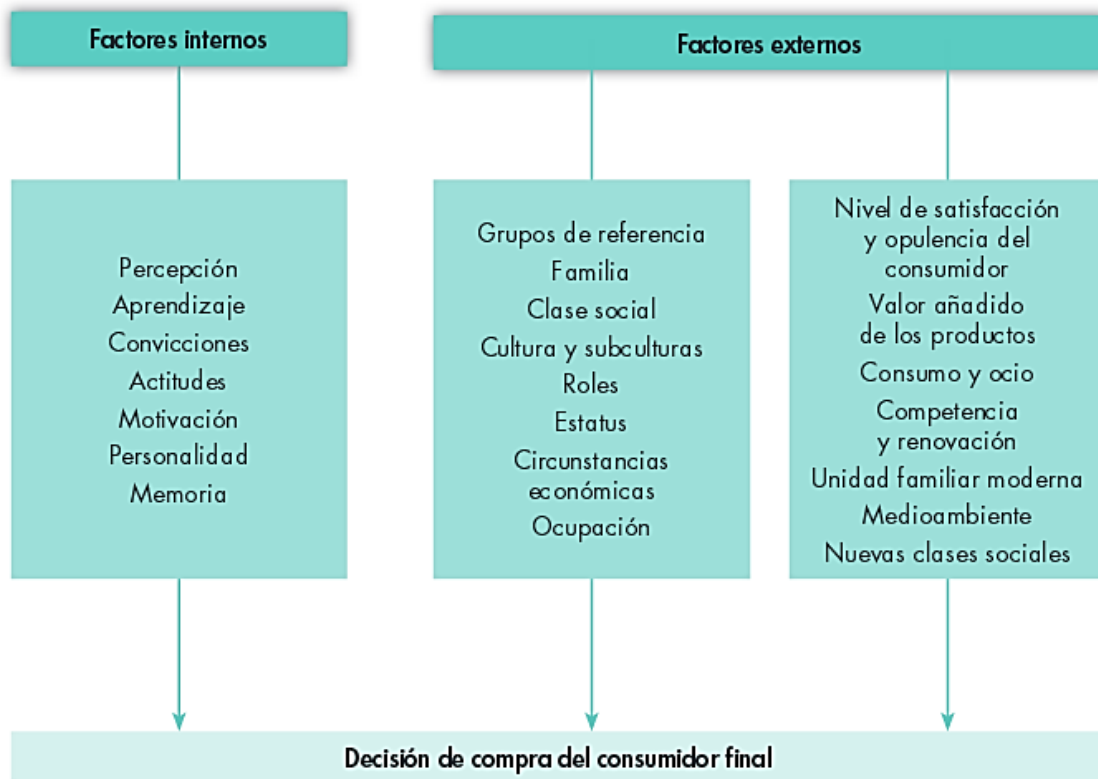 Factores internos
Factores externos
Percepción
Aprendizaje
Convicciones
Actitudes
Motivación
Personalidad
Memoria
Grupos de referencia
Familia
Clase social
Cultura y subculturas
Roles
Estatus
Circunstancias
económicas
Ocupación
Nivel de satisfacción
y opulencia del
consumidor
Valor añadido
de los productos
Consumo y ocio
Competencia
y renovación
Unidad familiar moderna
Medioambiente
Nuevas clases sociales
Decisión de compra del consumidor final